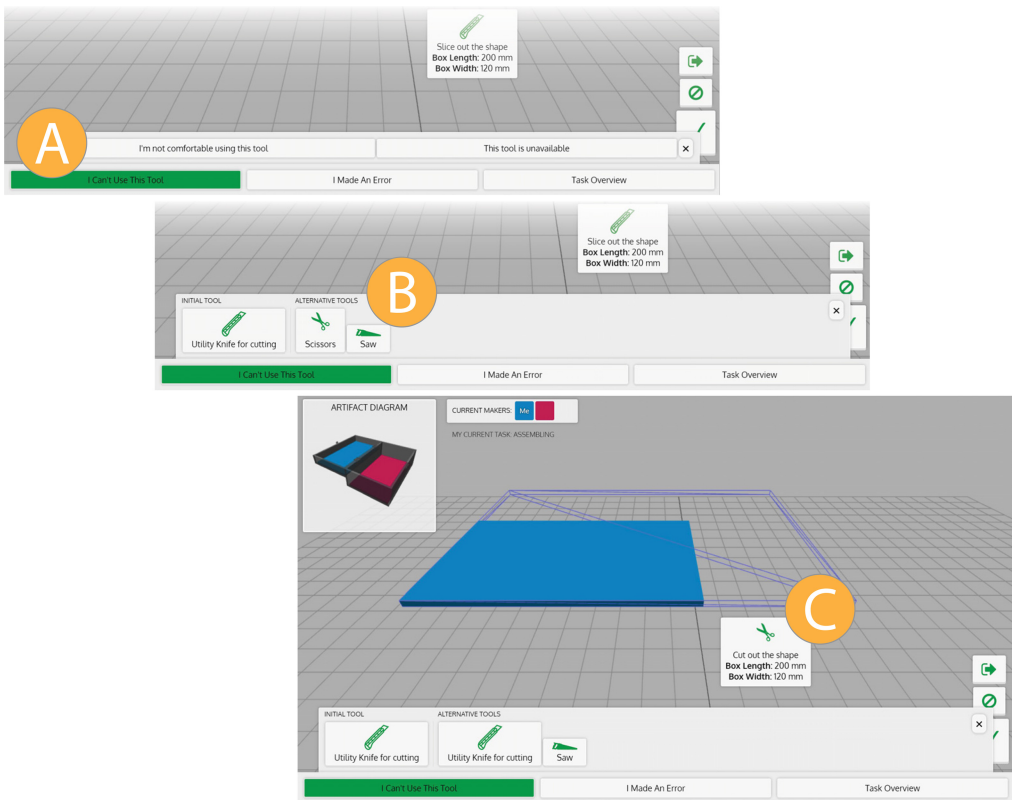 Slice out the shape
Box Length: 200 mm
Box Width: 120 mm
A
I'm not comfortable using this tool
This tool is unavailable
×
I Can't Use This Tool
I Made An Error
Task Overview
Slice out the shape
Box Length: 200 mm
Box Width: 120 mm
B
INITIAL TOOL
ALTERNATIVE TOOLS
×
Utility Knife for cutting
Scissors
Saw
I Can't Use This Tool
I Made An Error
Task Overview
ARTIFACT DIAGRAM
CURRENT MAKERS: Me
MY CURRENT TASK: ASSEMBLING
C
Cut out the shape
Box Length: 200 mm
Box Width: 120 mm
INITIAL TOOL
ALTERNATIVE TOOLS
×
Utility Knife for cutting
Utility Knife for cutting
Saw
I Can't Use This Tool
I Made An Error
Task Overview